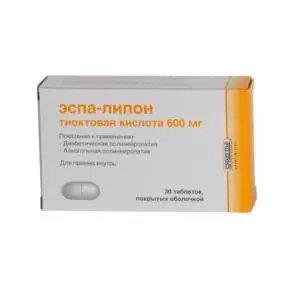 эспа-липон
тиоктовая кислота 600 мг
Показания к применению:
- Диабетическая полинейропатия
- Алкогольная полинейропатия
Для приема внутрь
30 таблеток,
покрытых оболочкой